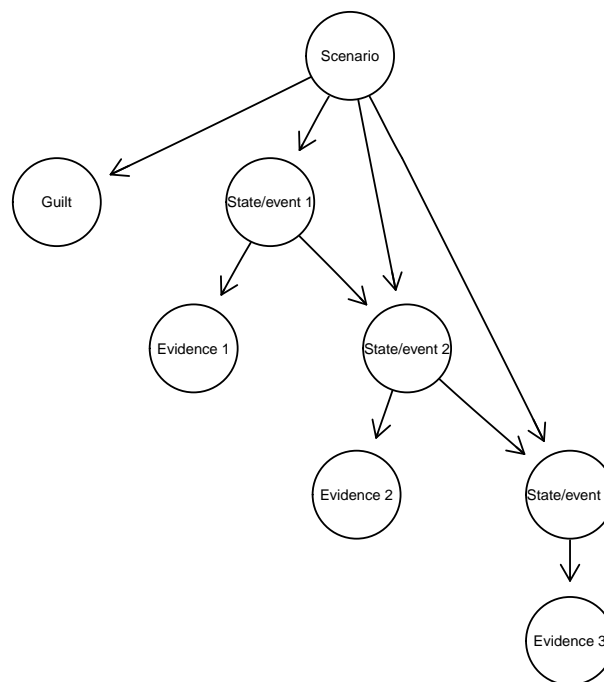 Scenario
Guilt
State/event 1
Evidence 1
State/event 2
Evidence 2
State/event
Evidence 3